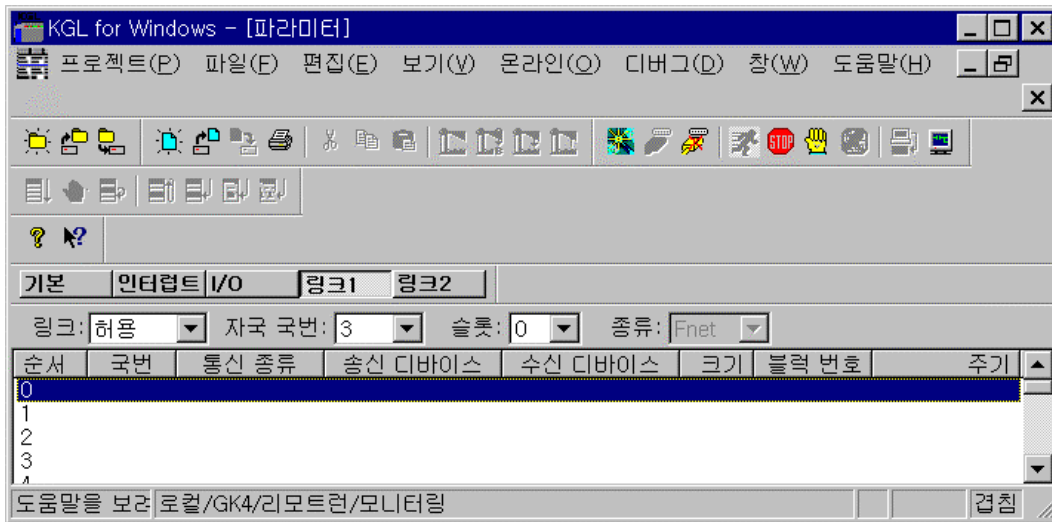 KGL for Windows - [파라미터]
프로젝트(P) 파일(F) 편집(E) 보기(V) 온라인(O) 디버그(D) 창(W) 도움말(H)
STOP
기본 인터럽트 I/O 링크1 링크2
링크: 허용 자국 국번: 3 슬롯: 0 종류: Fnet
순서 국번 통신 종류 송신 디바이스 수신 디바이스 크기 블럭 번호 주기
0
1
2
3
도움말을 보려 로컬/GK4/리모트런/모니터링 겹침